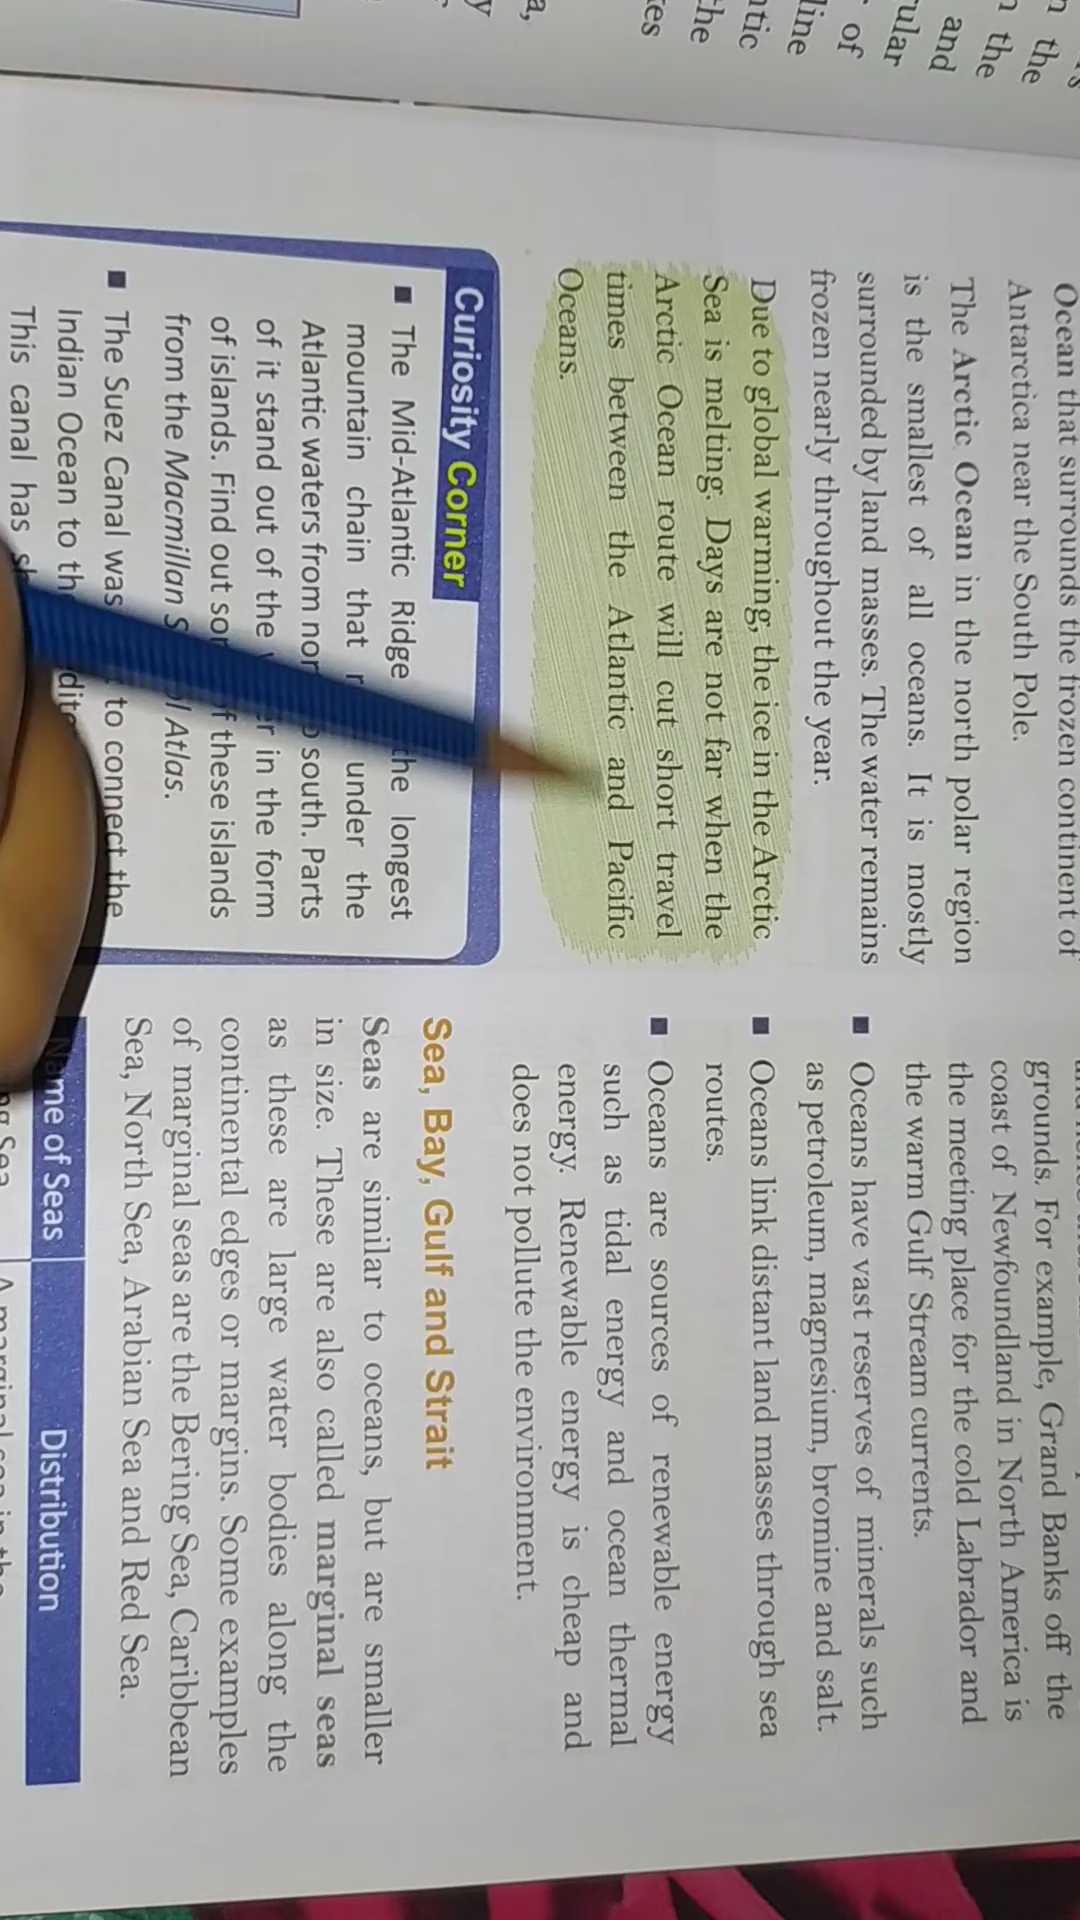 Ocean that surrounds the frozen continent of
Antarctica near the South Pole.
The Arctic Ocean in the north polar region
is the smallest of all oceans. It is mostly
surrounded by land masses. The water remains
frozen nearly throughout the year.
Due to global warming, the ice in the Arctic
Sea is melting. Days are not far when the
Arctic Ocean route will cut short travel
times between the Atlantic and Pacific
Oceans.
Curiosity Corner
▪ The Mid-Atlantic Ridge the longest
mountain chain that under the
Atlantic waters from south. Parts
of it stand out of the in the form
of islands. Find out of these islands
from the Macmillan Atlas.
▪ The Suez Canal was to connect the
Indian Ocean to
This canal has
grounds. For example, Grand Banks off the
coast of Newfoundland in North America is
the meeting place for the cold Labrador and
the warm Gulf Stream currents.
▪ Oceans have vast reserves of minerals such
as petroleum, magnesium, bromine and salt.
▪ Oceans link distant land masses through sea
routes.
▪ Oceans are sources of renewable energy
such as tidal energy and ocean thermal
energy. Renewable energy is cheap and
does not pollute the environment.
Sea, Bay, Gulf and Strait
Seas are similar to oceans, but are smaller
in size. These are also called marginal seas
as these are large water bodies along the
continental edges or margins. Some examples
of marginal seas are the Bering Sea, Caribbean
Sea, North Sea, Arabian Sea and Red Sea.
Name of Seas Distribution